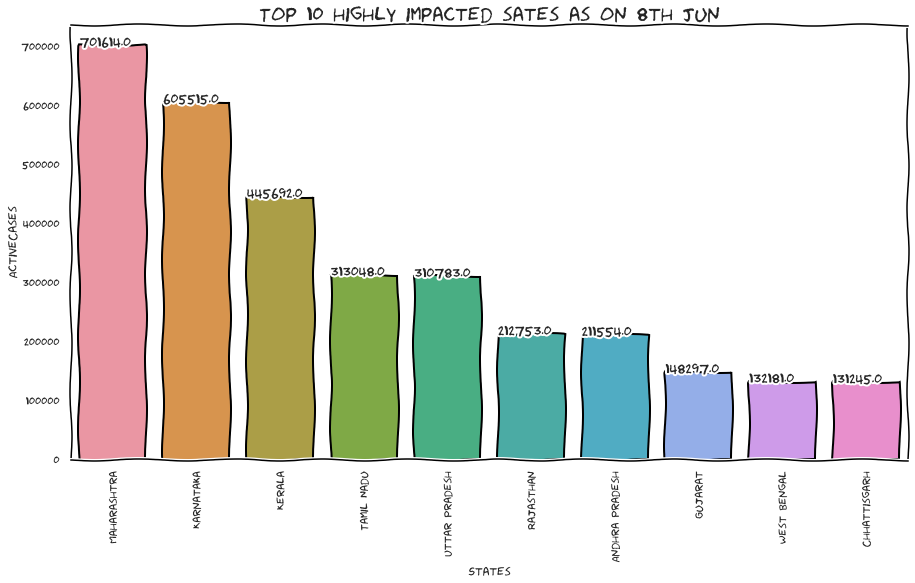 TOP 10 HIGHLY IMPACTED SATES AS ON 8TH JUN
ACTIVECASES
700000
600000
500000
400000
300000
200000
100000
0
701614.0
605515.0
445692.0
313048.0
310783.0
212753.0
211554.0
148297.0
132181.0
131245.0
MAHARASHTRA
KARNATAKA
KERALA
TAMIL NADU
UTTAR PRADESH
RAJASTHAN
ANDHRA PRADESH
GUJARAT
WEST BENGAL
CHHATTISGARH
STATES